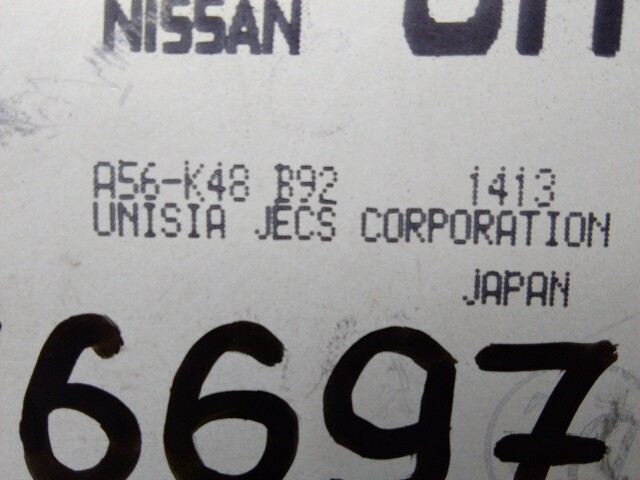 NISSAN
A56-K48 B92 1413
UNISIA JECS CORPORATION
JAPAN
6697